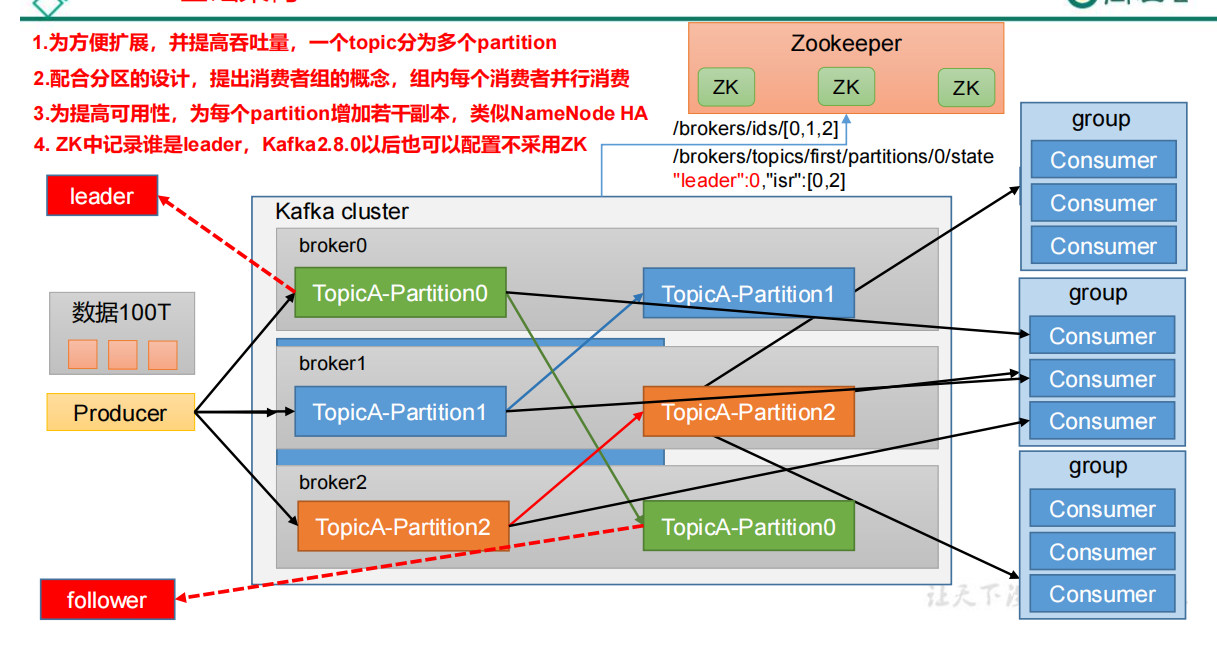 1.为方便扩展，并提高吞吐量，一个topic分为多个partition
2.配合分区的设计，提出消费者组的概念，组内每个消费者并行消费
3.为提高可用性，为每个partition增加若干副本，类似NameNode HA
4. ZK中记录谁是leader，Kafka2.8.0以后也可以配置不采用ZK
Zookeeper
ZK
ZK
ZK
/brokers/ids/[0,1,2]
/brokers/topics/first/partitions/0/state
"leader":0,"isr":[0,2]
leader
数据100T
Producer
follower
Kafka cluster
broker0
TopicA-Partition0
TopicA-Partition1
broker1
TopicA-Partition1
TopicA-Partition2
broker2
TopicA-Partition2
TopicA-Partition0
group
Consumer
Consumer
Consumer
group
Consumer
Consumer
Consumer
group
Consumer
Consumer
Consumer
让天下